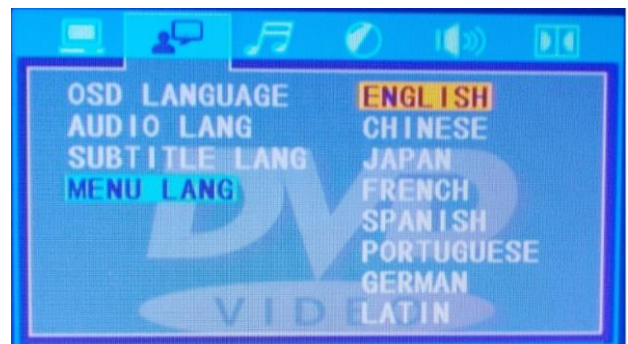 OSD LANGUAGE ENGLISH
AUDIO LANG CHINESE
SUBTITLE LANG JAPAN
MENU LANG FRENCH
SPANISH
PORTUGUESE
GERMAN
LATIN
DVD
VIDEO